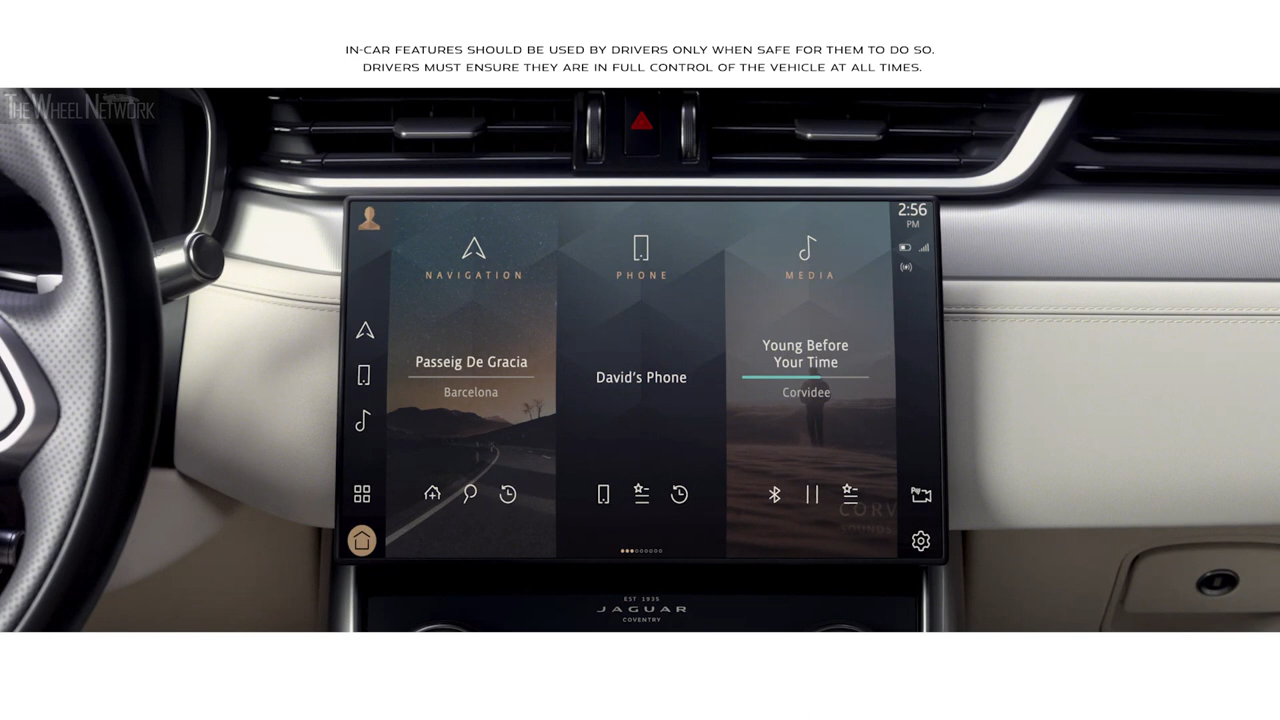 IN-CAR FEATURES SHOULD BE USED BY DRIVERS ONLY WHEN SAFE FOR THEM TO DO SO.
DRIVERS MUST ENSURE THEY ARE IN FULL CONTROL OF THE VEHICLE AT ALL TIMES.
THE WHEEL NETWORK
2:56
PM
NAVIGATION
PHONE
MEDIA
Passeig De Gracia
Barcelona
David's Phone
Young Before
Your Time
Corvidee
CORV
SOUNDS
EST 1935
JAGUAR
COVENTRY